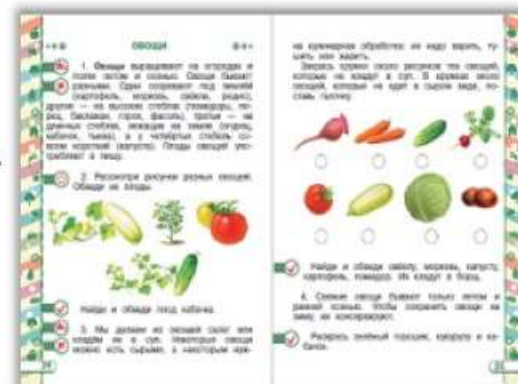 ОВОЩИ
1. Овощи выращивают на огородах и
полях летом и осенью. Овощи бывают
разными. Одни созревают под землёй
(картофель, морковь, свёкла, редис),
другие — на высоких стеблях (помидоры, пе-
рец, баклажан, горох, фасоль), третьи — на
длинных стеблях, лежащих на земле (огурец,
кабачок, тыква), а у четвёртых стебель со-
всем короткий (капуста). Плоды овощей упо-
требляют в пищу.
2. Рассмотри рисунки разных овощей.
Обведи их плоды.
Найди и обведи плод кабачка.
3. Мы делаем из овощей салат или
кладём их в суп. Некоторые овощи
можно есть сырыми, а некоторым нуж-
на кулинарная обработка: их надо варить, ту-
шить или жарить.
Закрась кружки около рисунков тех овощей,
которые не кладут в суп. В кружках около
овощей, которые не едят в сыром виде, по-
ставь галочку.
Найди и обведи свёклу, морковь, капусту,
картофель, помидор. Их кладут в борщ.
4. Свежие овощи бывают только летом и
ранней осенью. Чтобы сохранить овощи на
зиму, их консервируют.
Раскрась зелёный горошек, кукурузу и ка-
бачок.